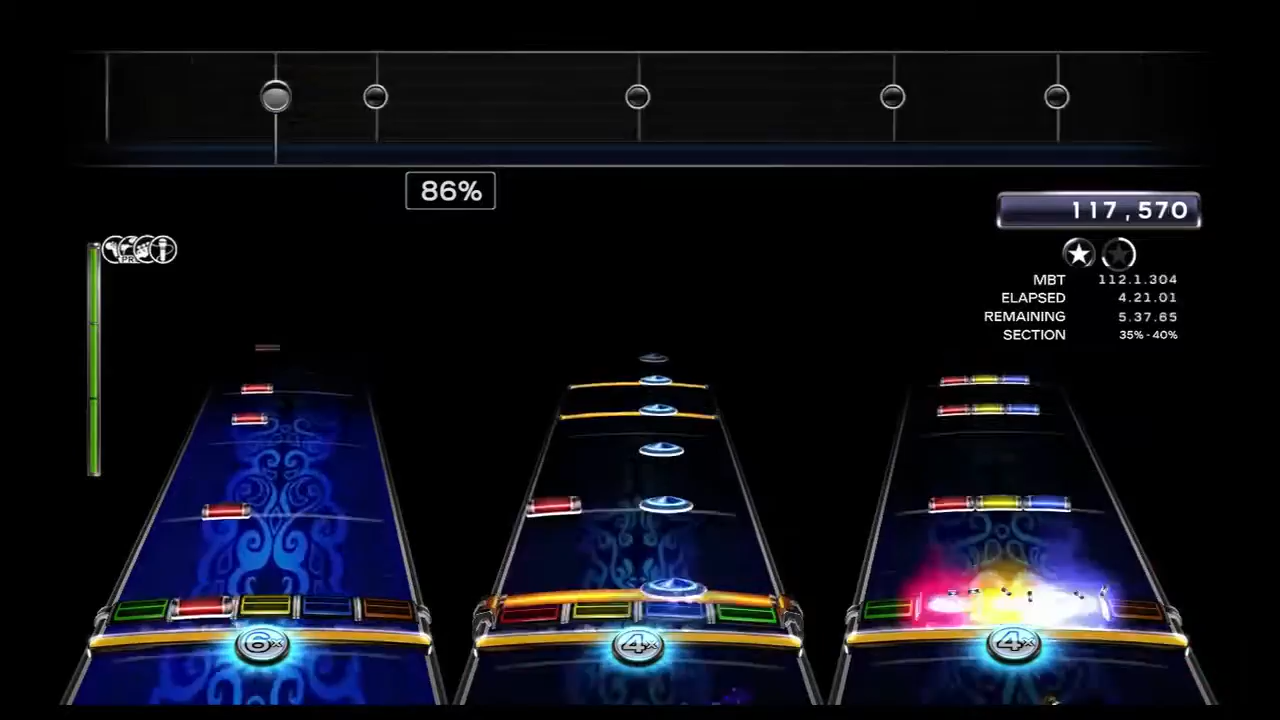 86%
117,570
PRO
MBT 112.1.304
ELAPSED 4.21.01
REMAINING 5.37.65
SECTION 35% - 40%
6x
4x
4x